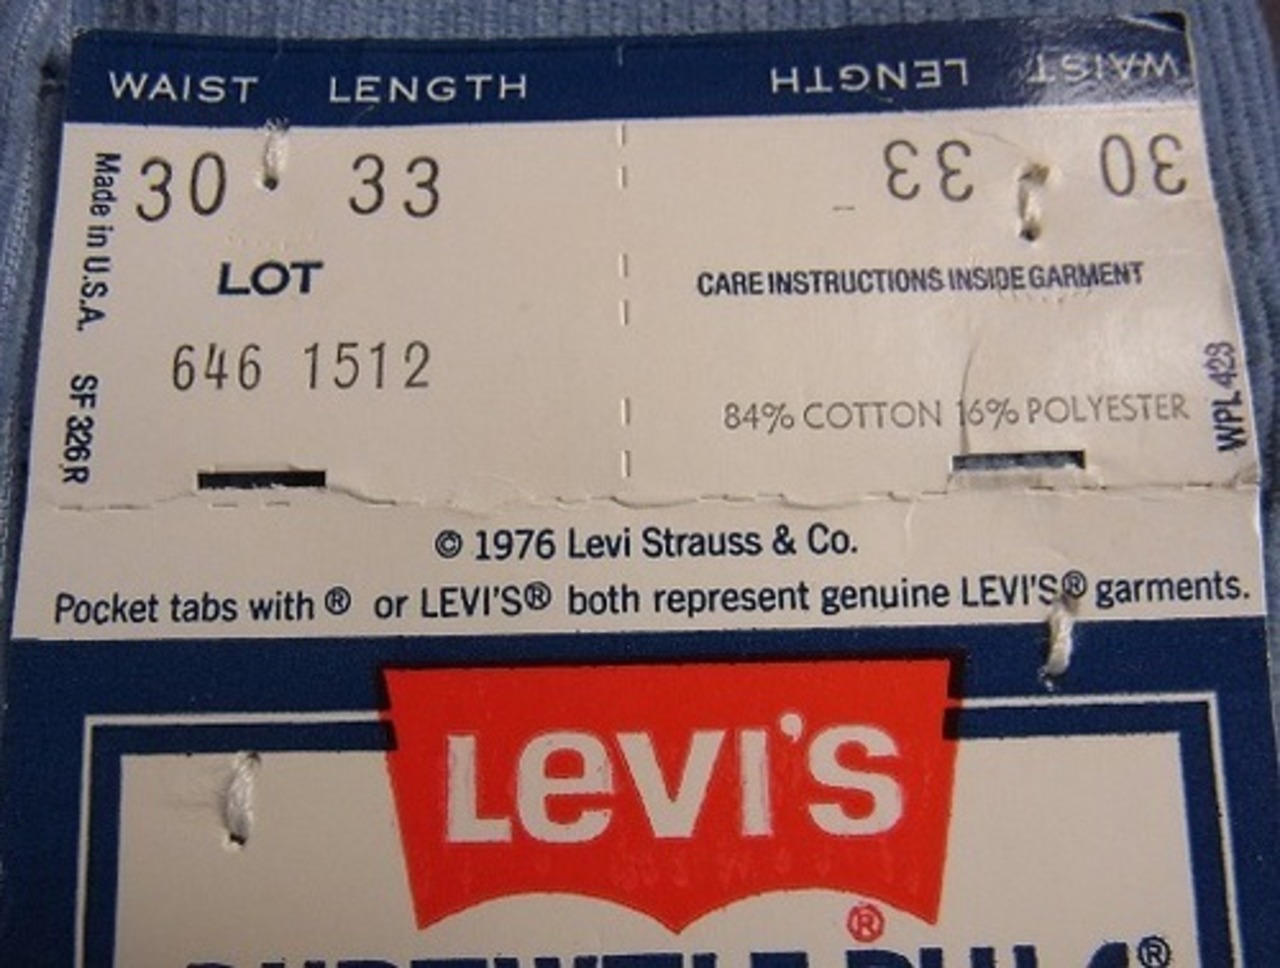 WAIST LENGTH
LENGTH WAIST
30 33
33 30
Made in U.S.A. SF 326R
LOT
646 1512
CARE INSTRUCTIONS INSIDE GARMENT
84% COTTON 16% POLYESTER
WPL 423
© 1976 Levi Strauss & Co.
Pocket tabs with ® or LEVI'S® both represent genuine LEVI'S® garments.
LeVI'S
®